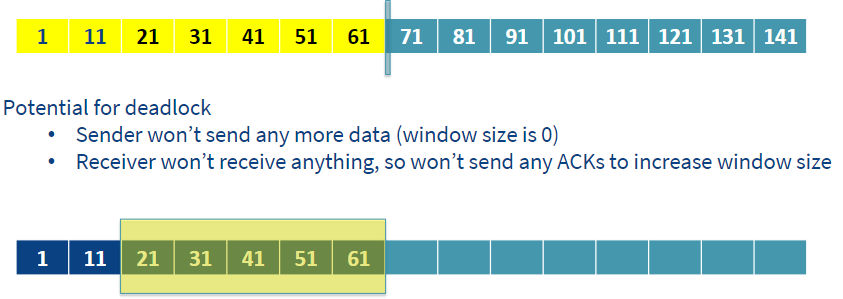 1 11 21 31 41 51 61 71 81 91 101 111 121 131 141
Potential for deadlock
• Sender won’t send any more data (window size is 0)
• Receiver won’t receive anything, so won’t send any ACKs to increase window size
1 11 21 31 41 51 61